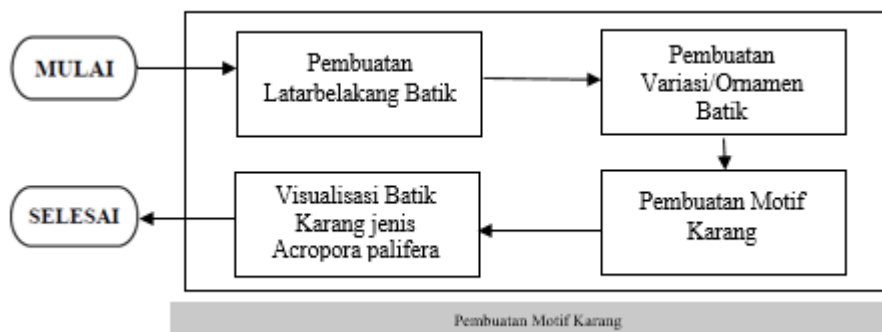 MULAI
Pembuatan
Latarbelakang Batik
Pembuatan
Variasi/Ornamen
Batik
Pembuatan Motif
Karang
Visualisasi Batik
Karang jenis
Acropora palifera
SELESAI
Pembuatan Motif Karang